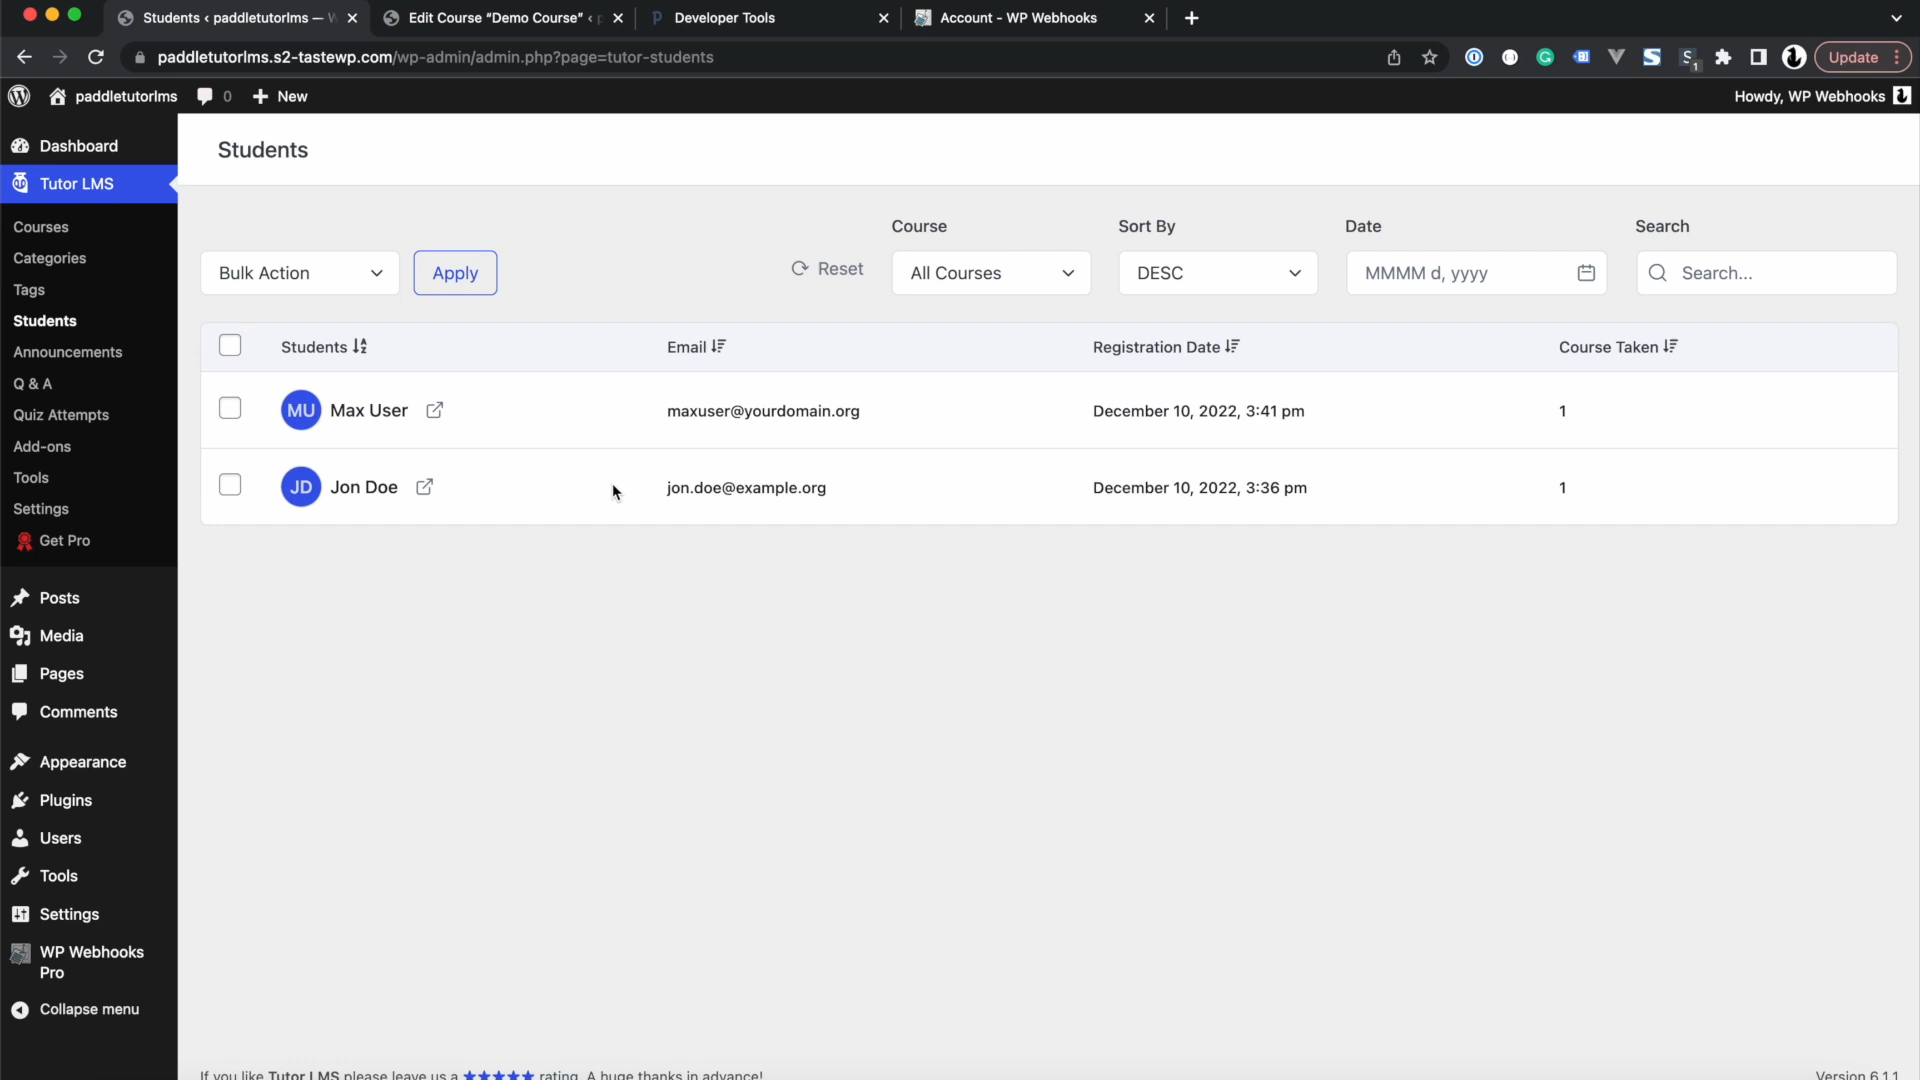 Students ‹ paddletutorlms —
Edit Course “Demo Course” ‹
Developer Tools
Account - WP Webhooks
paddletutorlms.s2-tastewp.com/wp-admin/admin.php?page=tutor-students
Update
paddletutorlms
0
New
Howdy, WP Webhooks
Dashboard
Tutor LMS
Courses
Categories
Tags
Students
Announcements
Q & A
Quiz Attempts
Add-ons
Tools
Settings
Get Pro
Posts
Media
Pages
Comments
Appearance
Plugins
Users
Tools
Settings
WP Webhooks
Pro
Collapse menu
Students
Course
Sort By
Date
Search
Bulk Action
Apply
Reset
All Courses
DESC
MMMM d, yyyy
Search...
Students
Email
Registration Date
Course Taken
MU
Max User
maxuser@yourdomain.org
December 10, 2022, 3:41 pm
1
JD
Jon Doe
jon.doe@example.org
December 10, 2022, 3:36 pm
1
If you like Tutor LMS please leave us a ★★★★★ rating. A huge thanks in advance!
Version 6.1.1